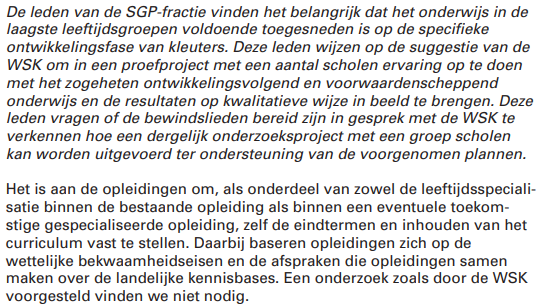 De leden van de SGP-fractie vinden het belangrijk dat het onderwijs in de
laagste leeftijdsgroepen voldoende toegesneden is op de specifieke
ontwikkelingsfase van kleuters. Deze leden wijzen op de suggestie van de
WSK om in een proefproject met een aantal scholen ervaring op te doen
met het zogeheten ontwikkelingsvolgend en voorwaardenscheppend
onderwijs en de resultaten op kwalitatieve wijze in beeld te brengen. Deze
leden vragen of de bewindslieden bereid zijn in gesprek met de WSK te
verkennen hoe een dergelijk onderzoeksproject met een groep scholen
kan worden uitgevoerd ter ondersteuning van de voorgenomen plannen.

Het is aan de opleidingen om, als onderdeel van zowel de leeftijdsspeciali-
satie binnen de bestaande opleiding als binnen een eventuele toekom-
stige gespecialiseerde opleiding, zelf de eindtermen en inhouden van het
curriculum vast te stellen. Daarbij baseren opleidingen zich op de
wettelijke bekwaamheidseisen en de afspraken die opleidingen samen
maken over de landelijke kennisbases. Een onderzoek zoals door de WSK
voorgesteld vinden we niet nodig.